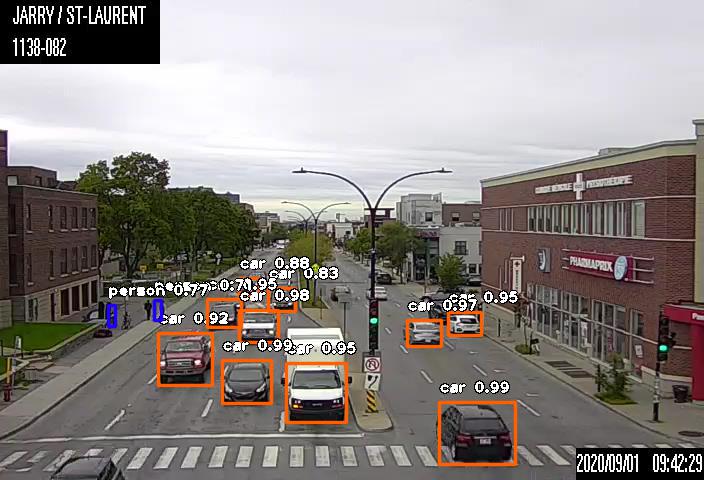 JARRY / ST-LAURENT
1138-082
car 0.88
car 0.83
person 0.77
car 0.98
car 0.95
car 0.97
car 0.92
car 0.99
car 0.95
PHARMAPRIX
car 0.99
2020/09/01 09:42:29